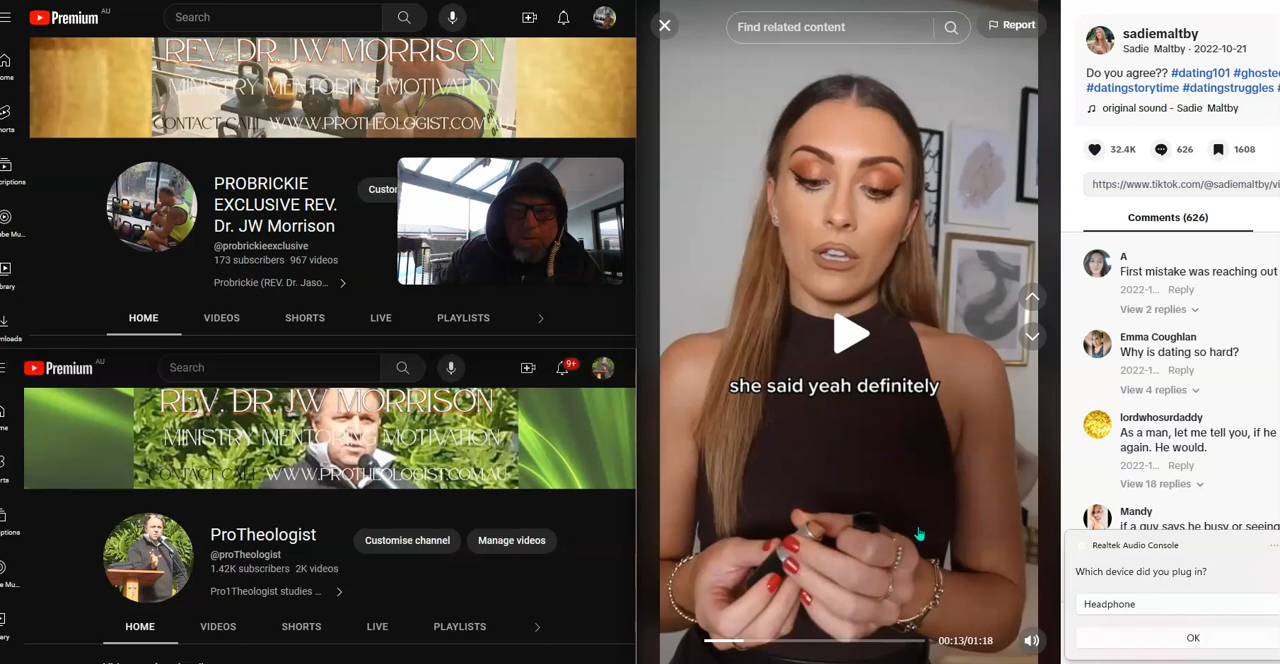 Premium AU
Search
REV. DR. JW MORRISON
MINISTRY MENTORING MOTIVATION
CONTACT CALL WWW.PROTHEOLOGIST.COM.AU
PROBRICKIE
EXCLUSIVE REV.
Dr. JW Morrison
Custo
@probrickieexclusive
173 subscribers 967 videos
Probrickie (REV. Dr. Jaso...
HOME VIDEOS SHORTS LIVE PLAYLISTS
Premium AU
Search
9+
REV. DR. JW MORRISON
MINISTRY MENTORING MOTIVATION
CONTACT CALL WWW.PROTHEOLOGIST.COM.AU
ProTheologist
Customise channel Manage videos
@proTheologist
1.42K subscribers 2K videos
Pro1Theologist studies ...
HOME VIDEOS SHORTS LIVE PLAYLISTS
Find related content
Report
she said yeah definitely
00:13/01:18
sadiemaltby
Sadie Maltby · 2022-10-21
Do you agree?? #dating101 #ghoste
#datingstorytime #datingstruggles #
original sound - Sadie Maltby
32.4K 626 1608
https://www.tiktok.com/@sadiemaltby/vi
Comments (626)
A
First mistake was reaching out
2022-1... Reply
View 2 replies
Emma Coughlan
Why is dating so hard?
2022-1... Reply
View 4 replies
lordwhosurdaddy
As a man, let me tell you, if he
again. He would.
2022-1... Reply
View 18 replies
Mandy
if a guy says he busy or seeing
Realtek Audio Console
Which device did you plug in?
Headphone
OK